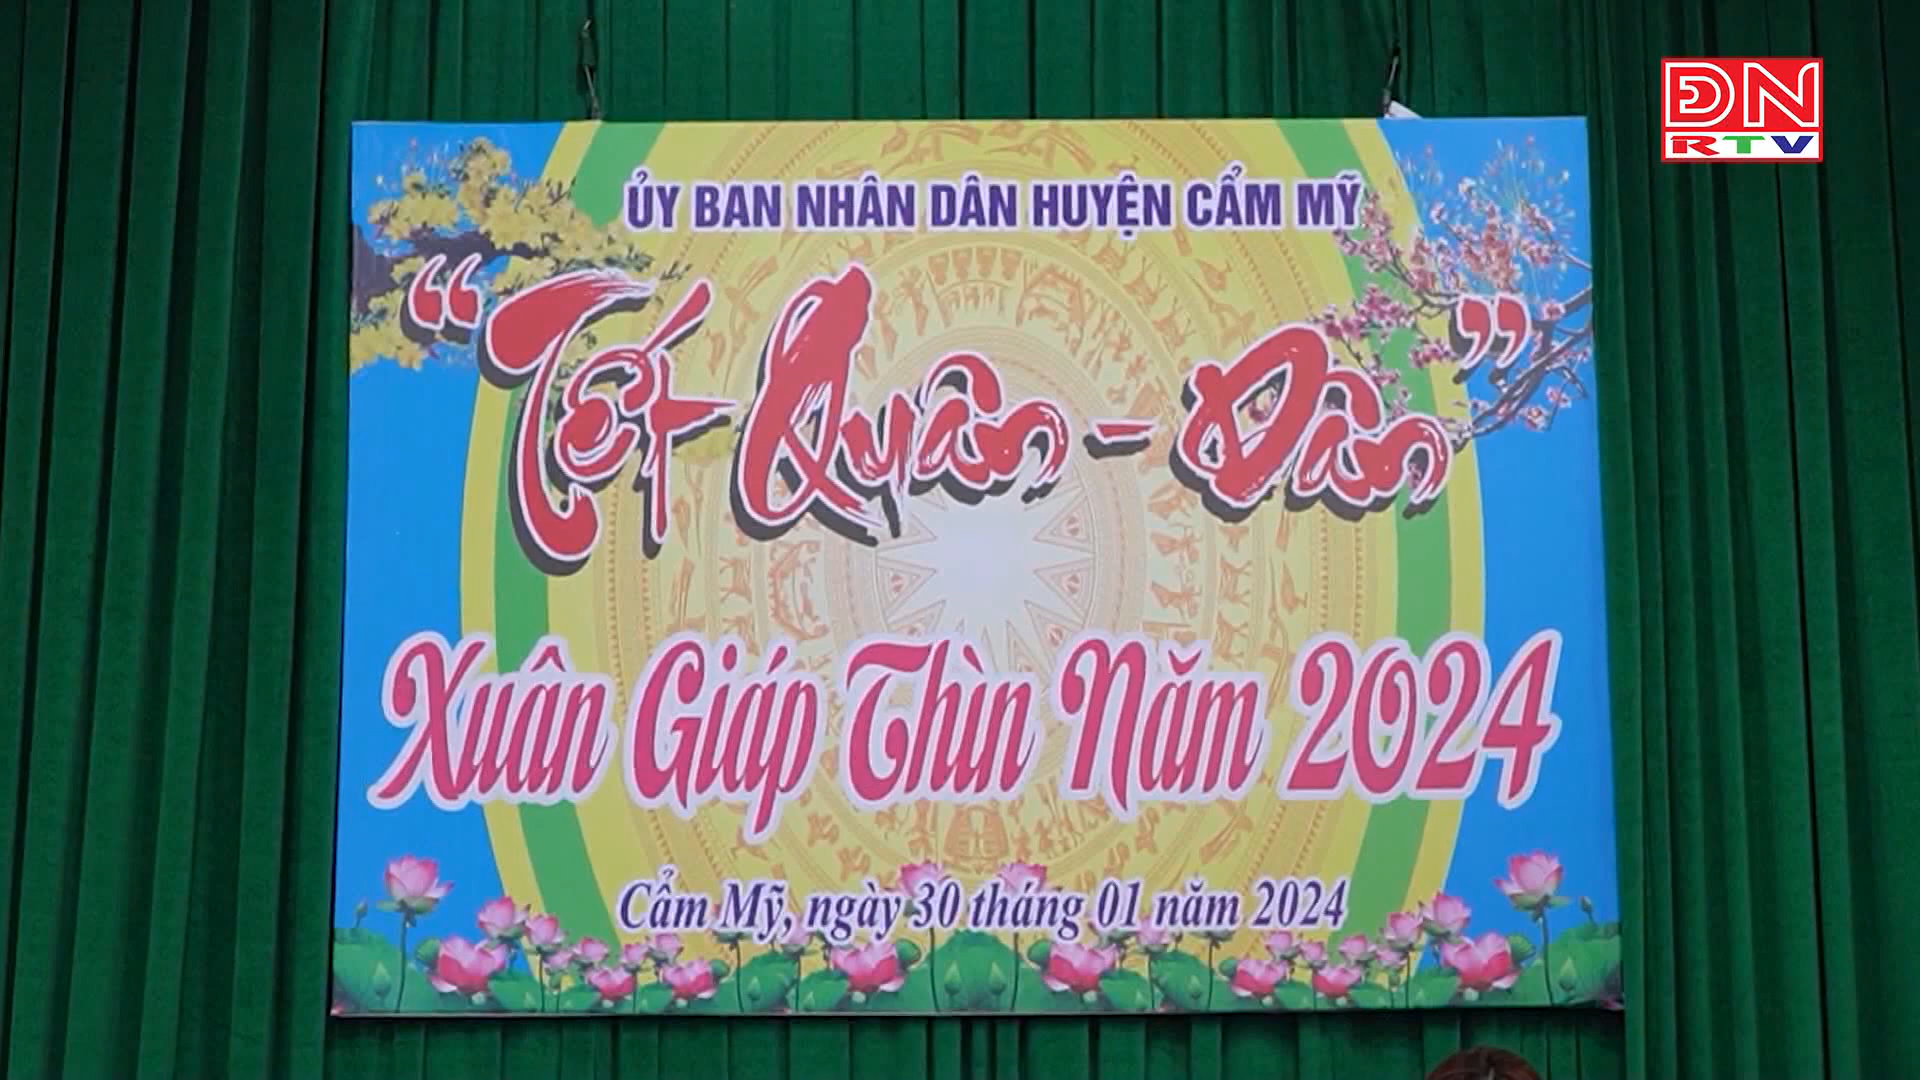 ĐN
RTV
ỦY BAN NHÂN DÂN HUYỆN CẨM MỸ
“Tết Quân - Dân”
Xuân Giáp Thìn Năm 2024
Cẩm Mỹ, ngày 30 tháng 01 năm 2024